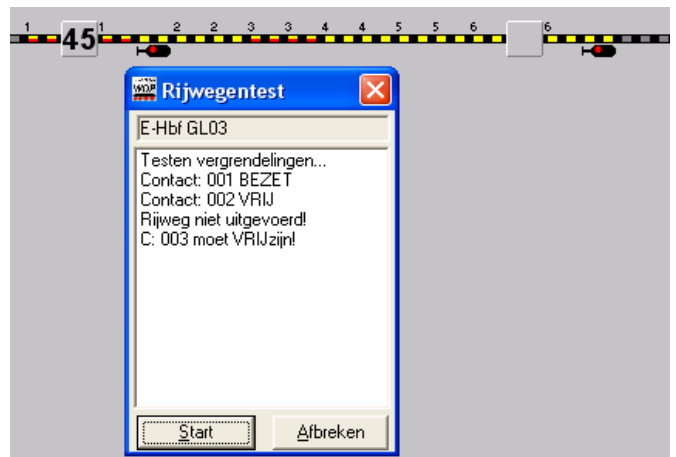 1 45 1 2 2 3 3 4 4 5 5 6 6
Rijwegentest
E-Hbf GL03
Testen vergrendelingen...
Contact: 001 BEZET
Contact: 002 VRIJ
Rijweg niet uitgevoerd!
C: 003 moet VRIJzijn!
Start Afbreken